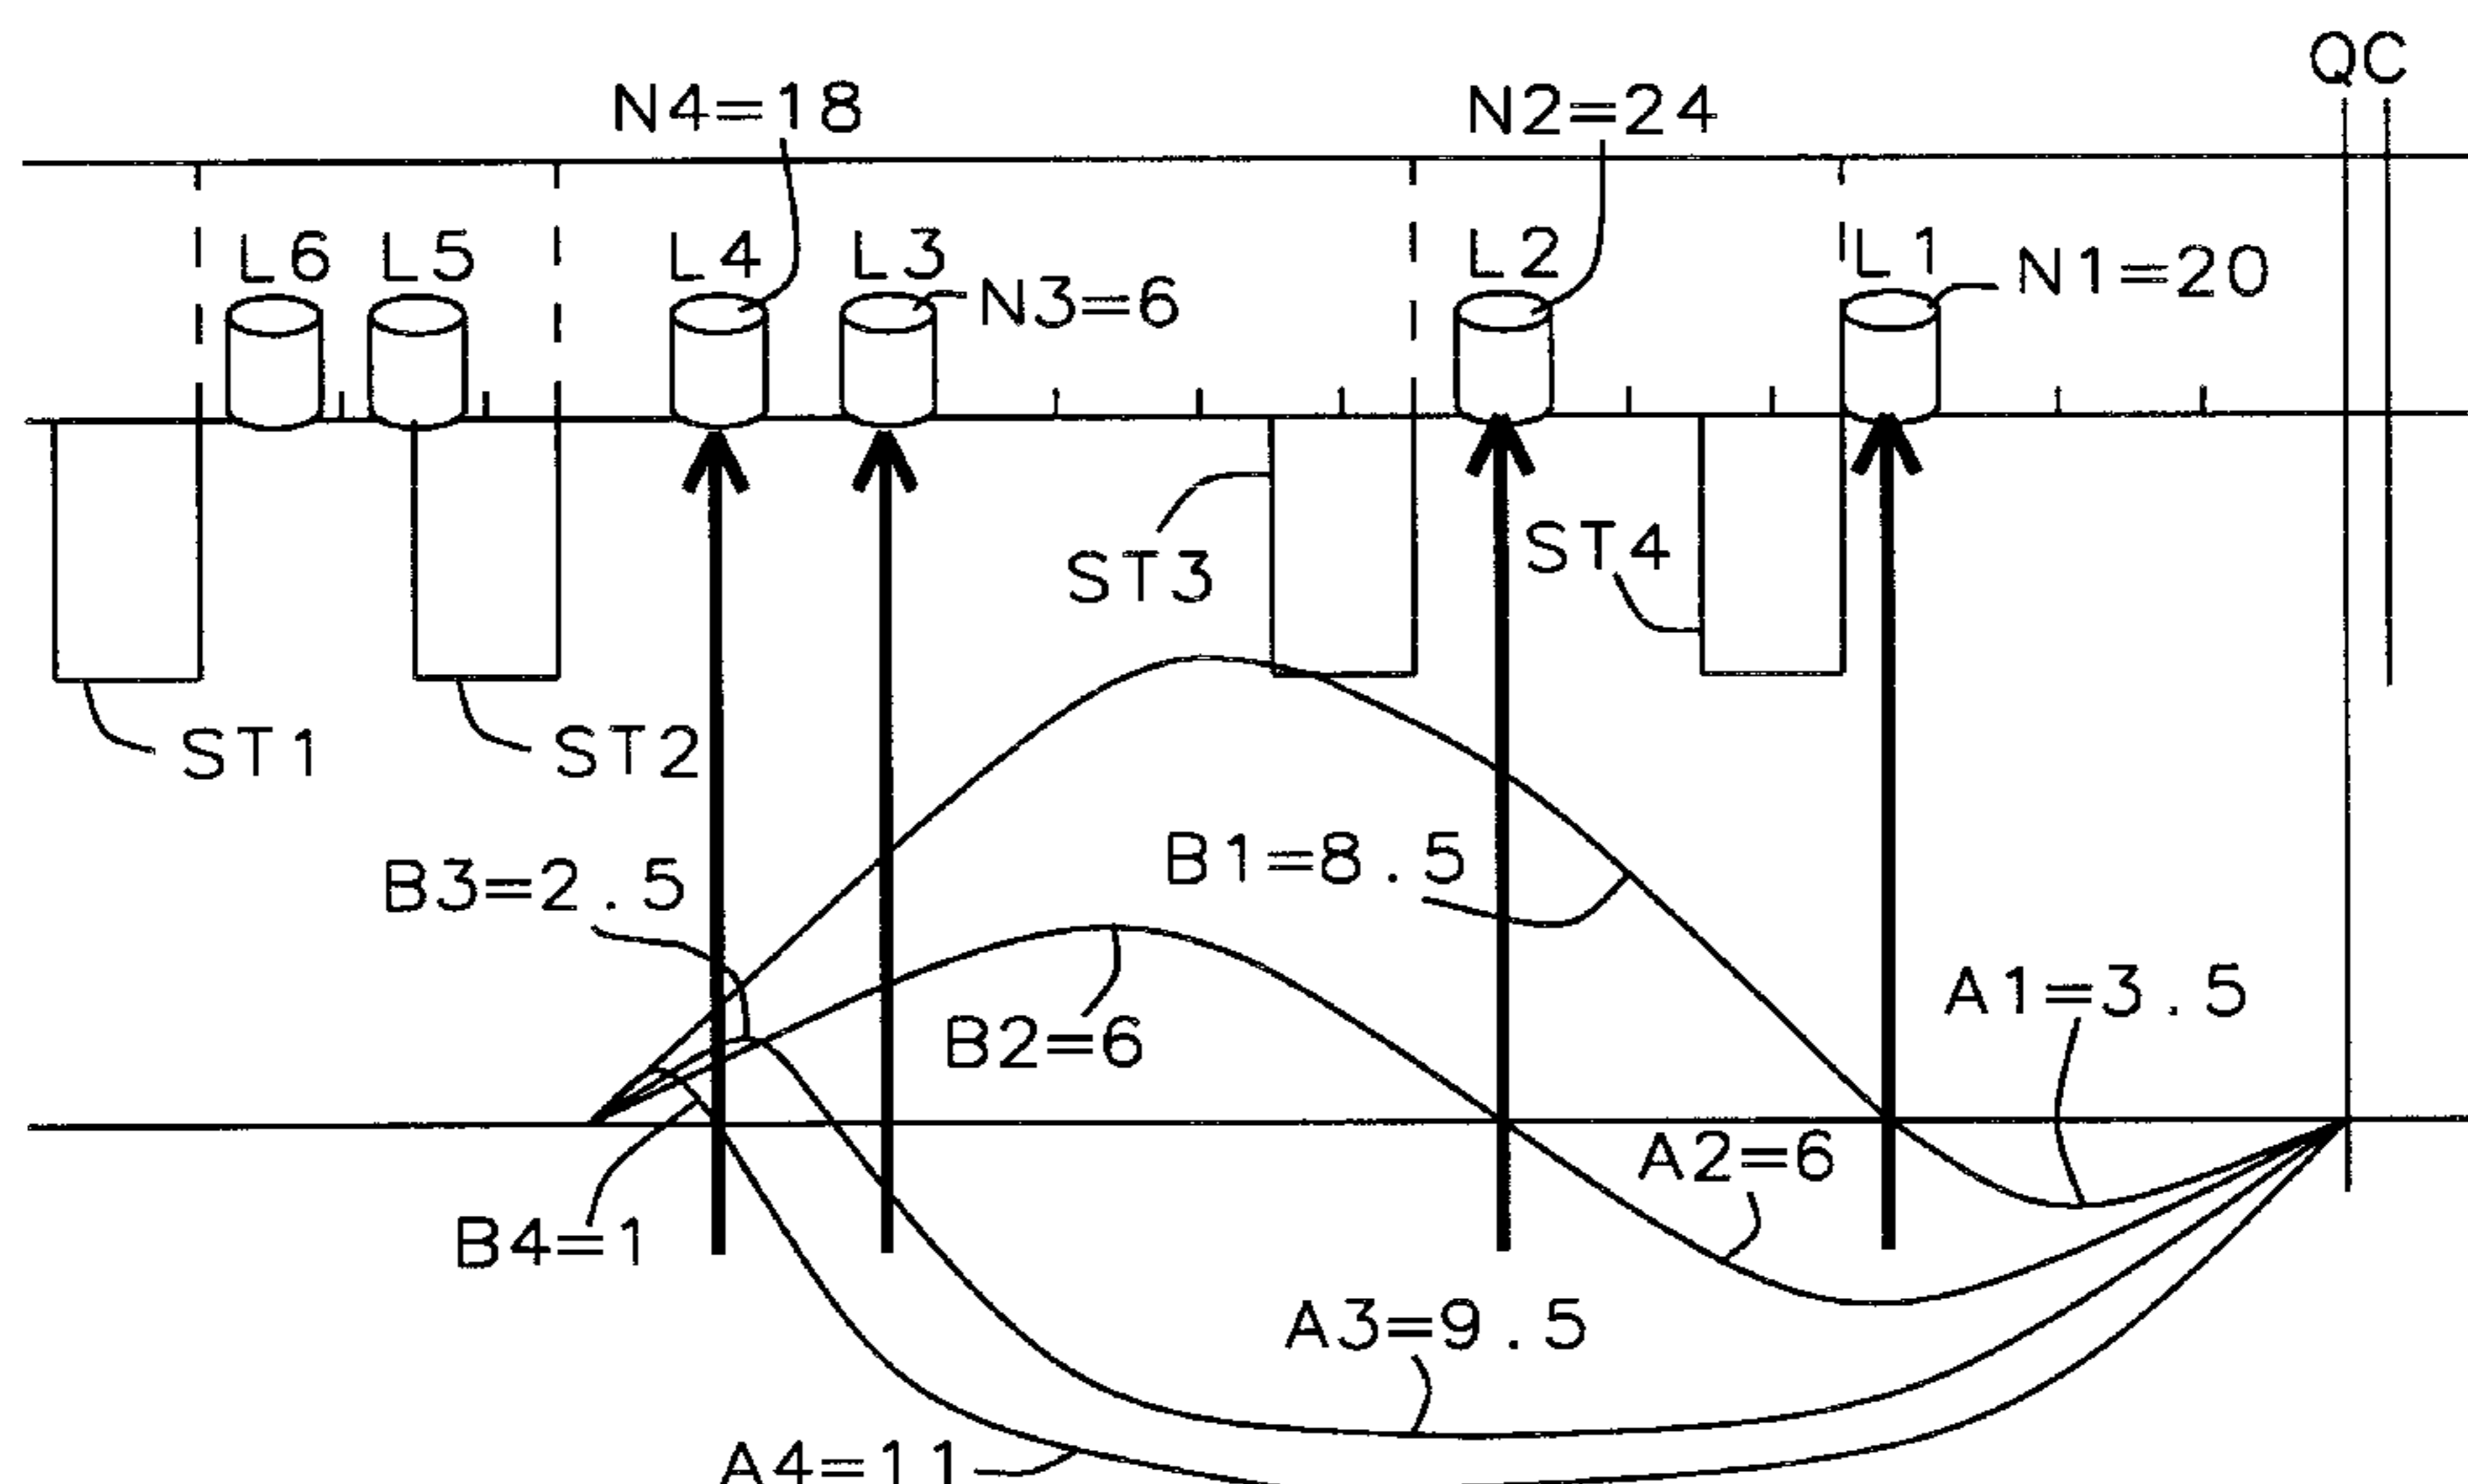 QC
N4=18
N2=24
L6
L5
L4
L3
L2
L1
N1=20
N3=6
ST3
ST4
ST1
ST2
B1=8.5
B3=2.5
A1=3.5
B2=6
A2=6
B4=1
A3=9.5
A4=11